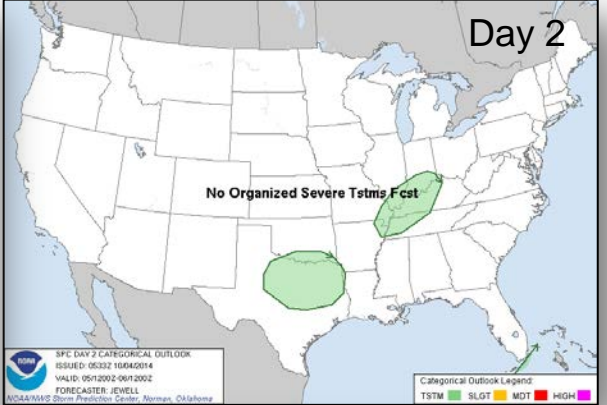 Day 2
No Organized Severe Tstms Fcst
NOAA
SPC DAY 2 CATEGORICAL OUTLOOK
ISSUED: 0533Z 10/04/2014
VALID: 05/1200Z-06/1200Z
FORECASTER: JEWELL
NOAA/NWS Storm Prediction Center, Norman, Oklahoma
Categorical Outlook Legend:
TSTM SLGT MDT HIGH